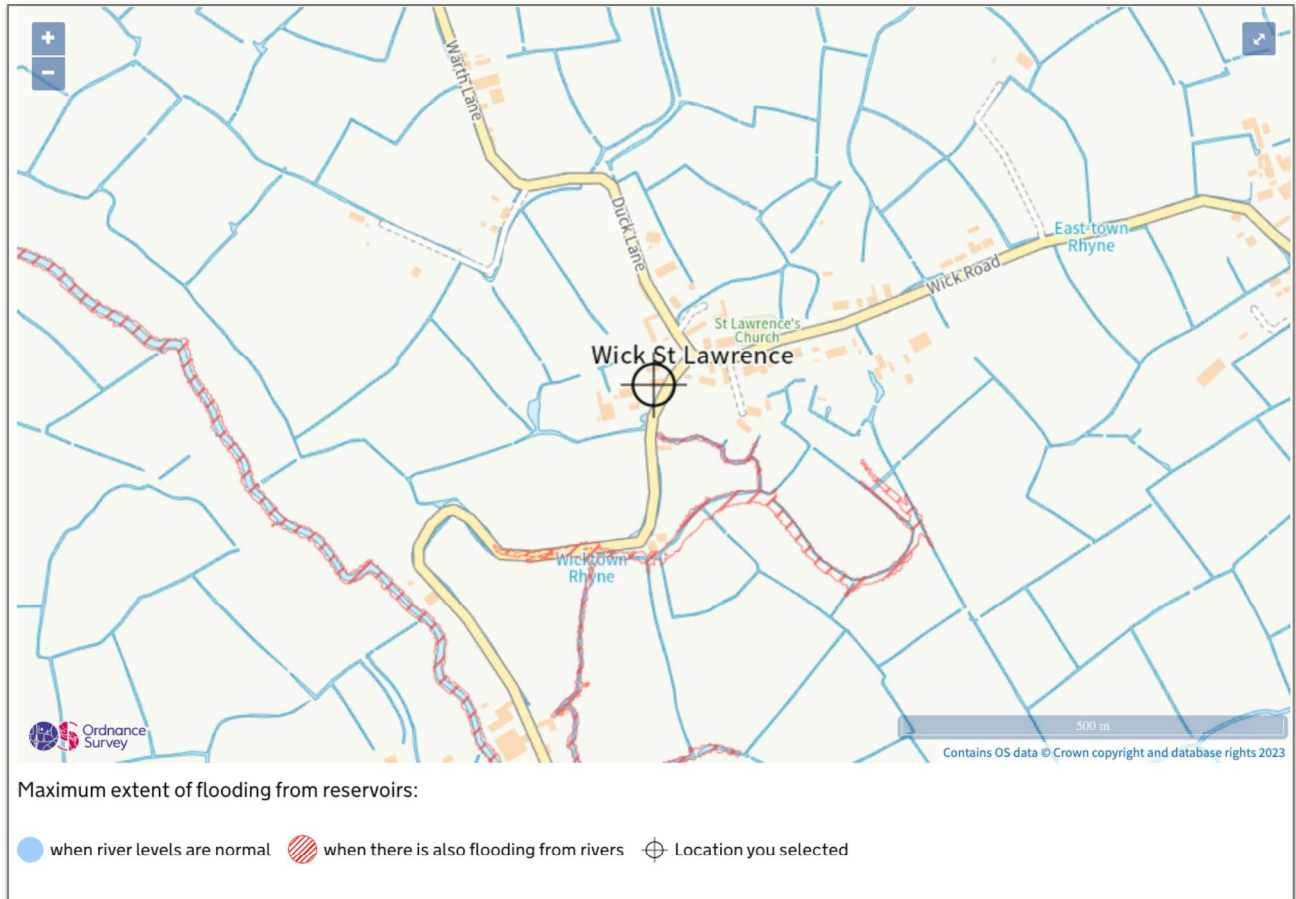 +
−
Warth Lane
Duck Lane
East-town
Rhyne
Wick Road
St Lawrence's
Church
Wick St Lawrence
Wicktown
Rhyne
Ordnance
Survey
500 m
Contains OS data © Crown copyright and database rights 2023
Maximum extent of flooding from reservoirs:
when river levels are normal when there is also flooding from rivers Location you selected